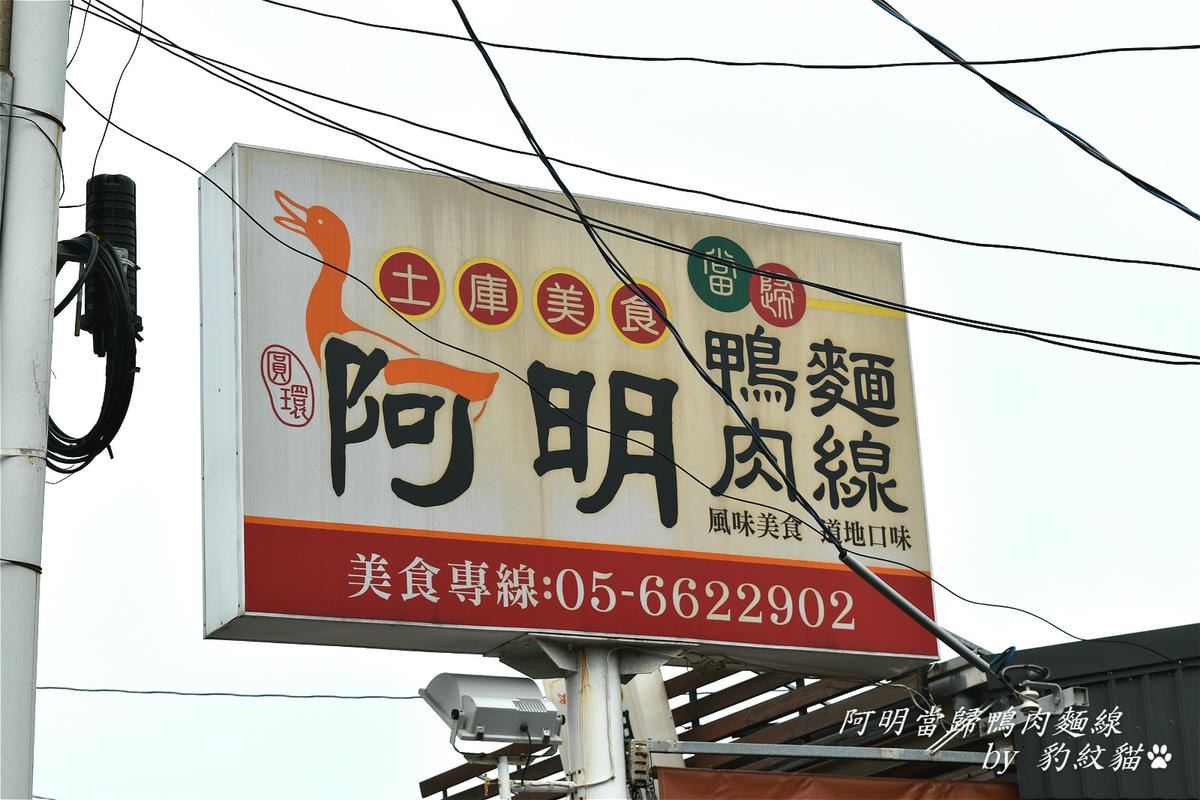 土庫美食
當歸
圓環
阿明
鴨肉
麵線
風味美食 道地口味
美食專線:05-6622902
阿明當歸鴨肉麵線
by 豹紋貓